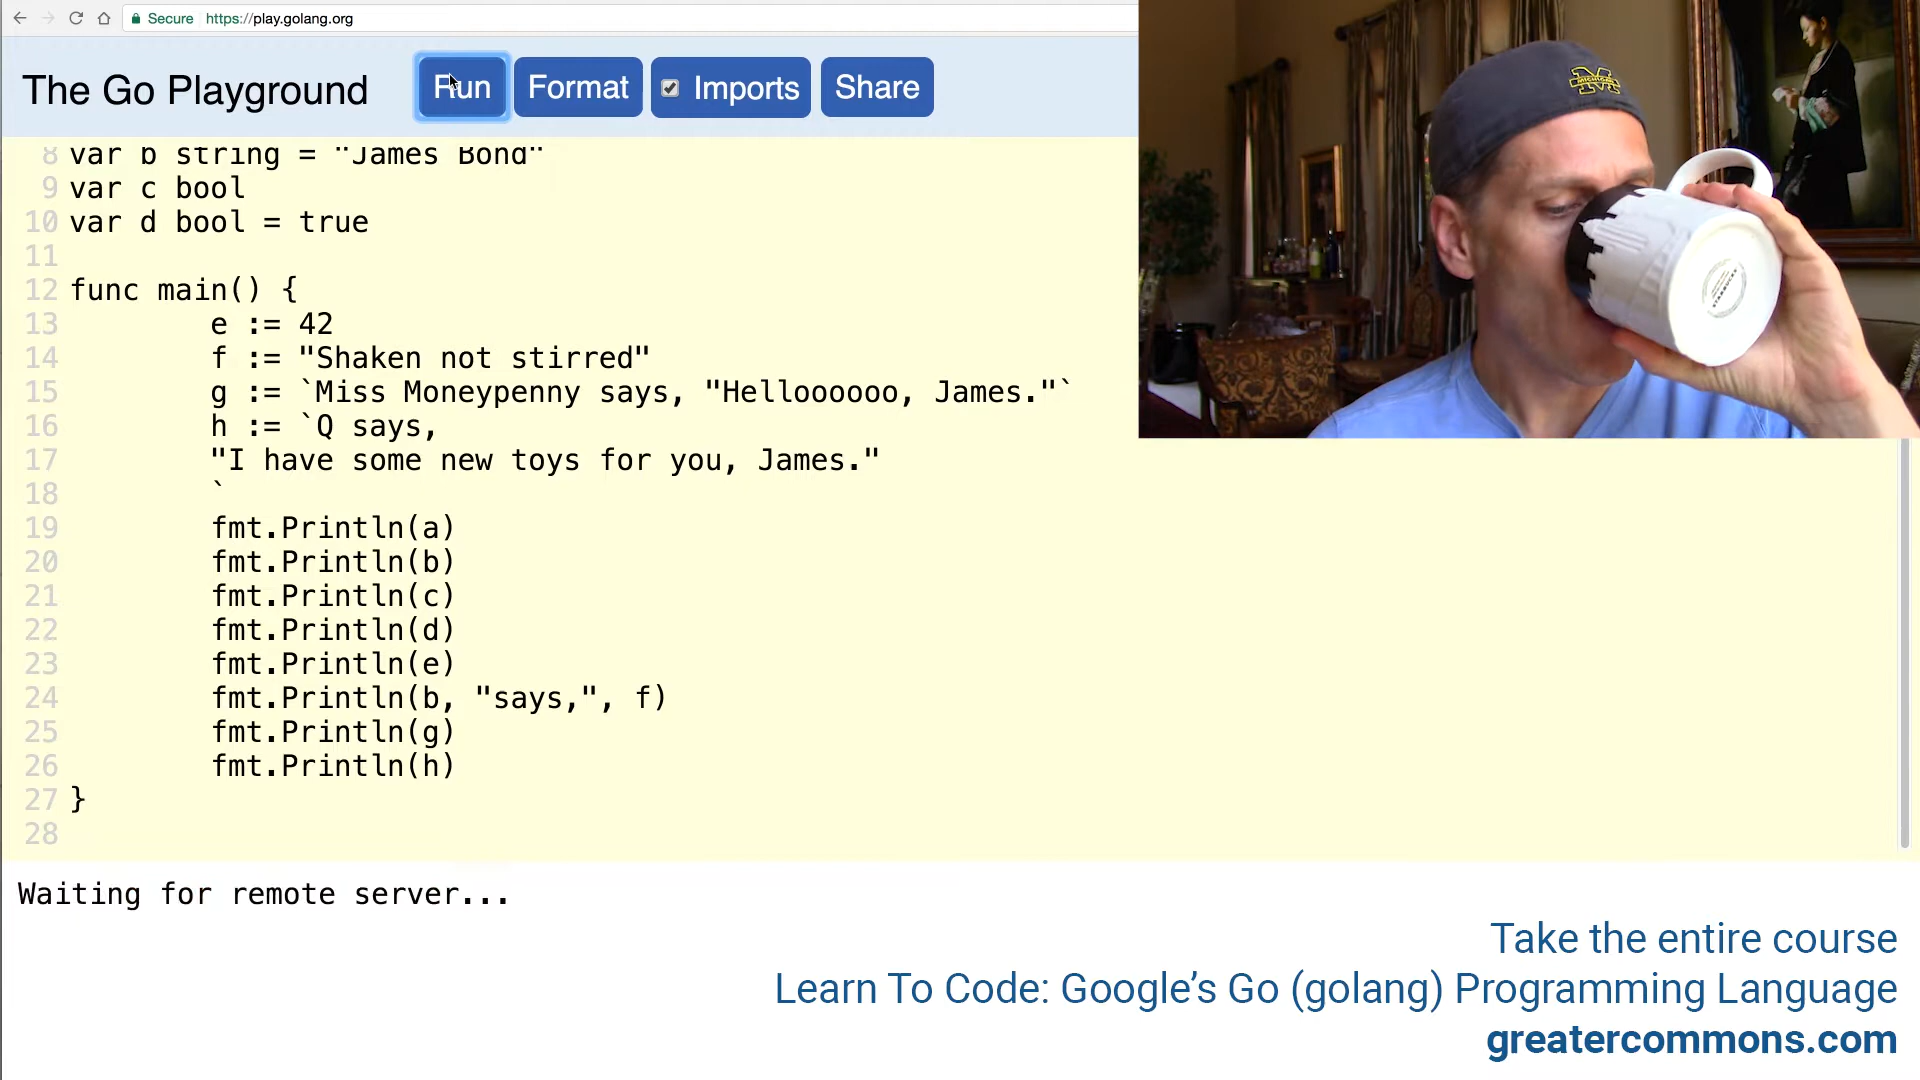 Secure https://play.golang.org
The Go Playground Run Format Imports Share
8 var b string = "James Bond"
9 var c bool
10 var d bool = true
11
12 func main() {
13 e := 42
14 f := "Shaken not stirred"
15 g := `Miss Moneypenny says, "Helloooooo, James."`
16 h := `Q says,
17 "I have some new toys for you, James."
18 `
19 fmt.Println(a)
20 fmt.Println(b)
21 fmt.Println(c)
22 fmt.Println(d)
23 fmt.Println(e)
24 fmt.Println(b, "says,", f)
25 fmt.Println(g)
26 fmt.Println(h)
27 }
28
Waiting for remote server...
Take the entire course
Learn To Code: Google’s Go (golang) Programming Language
greatercommons.com
M
MICHIGAN
STARBUCKS